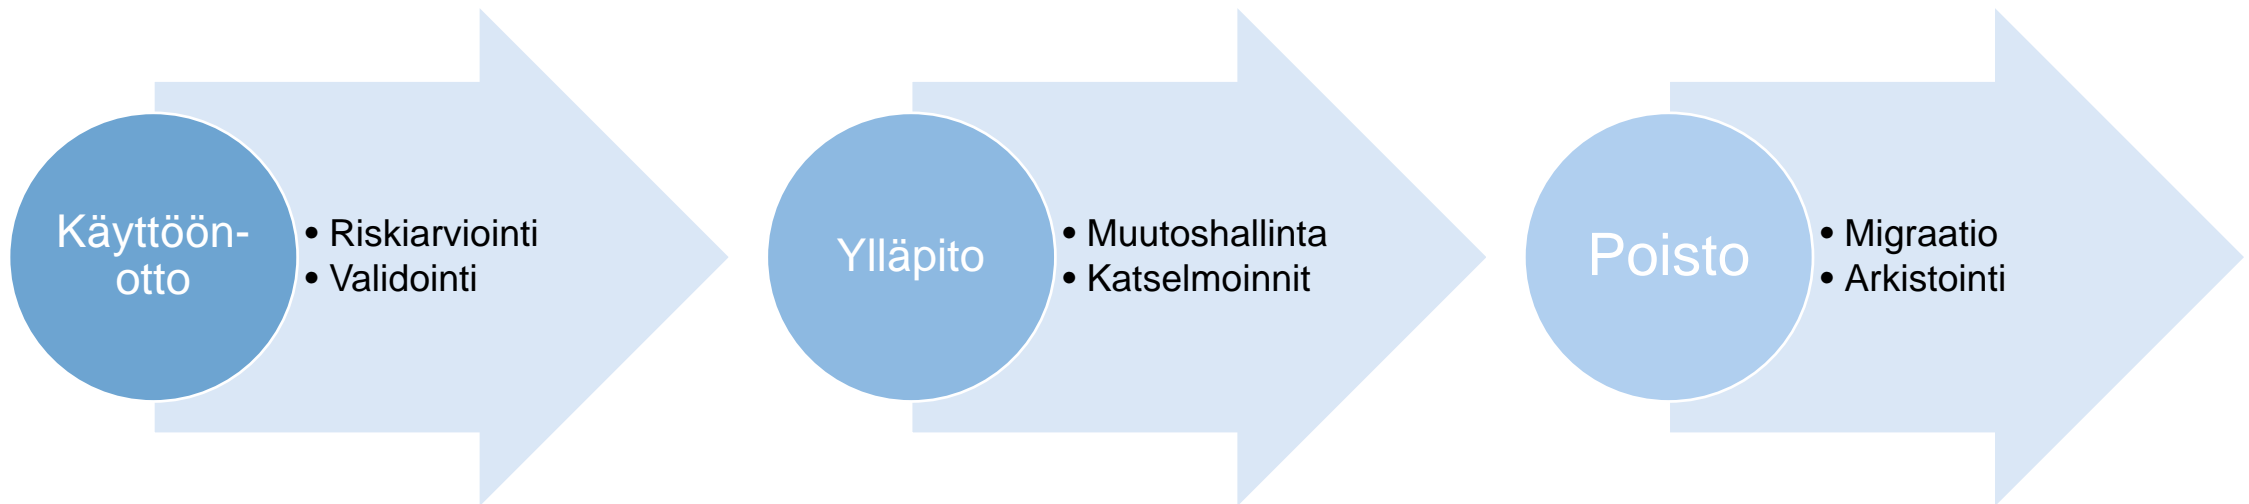 Käyttöön-
otto
• Riskiarviointi
• Validointi
Ylläpito
• Muutoshallinta
• Katselmoinnit
Poisto
• Migraatio
• Arkistointi